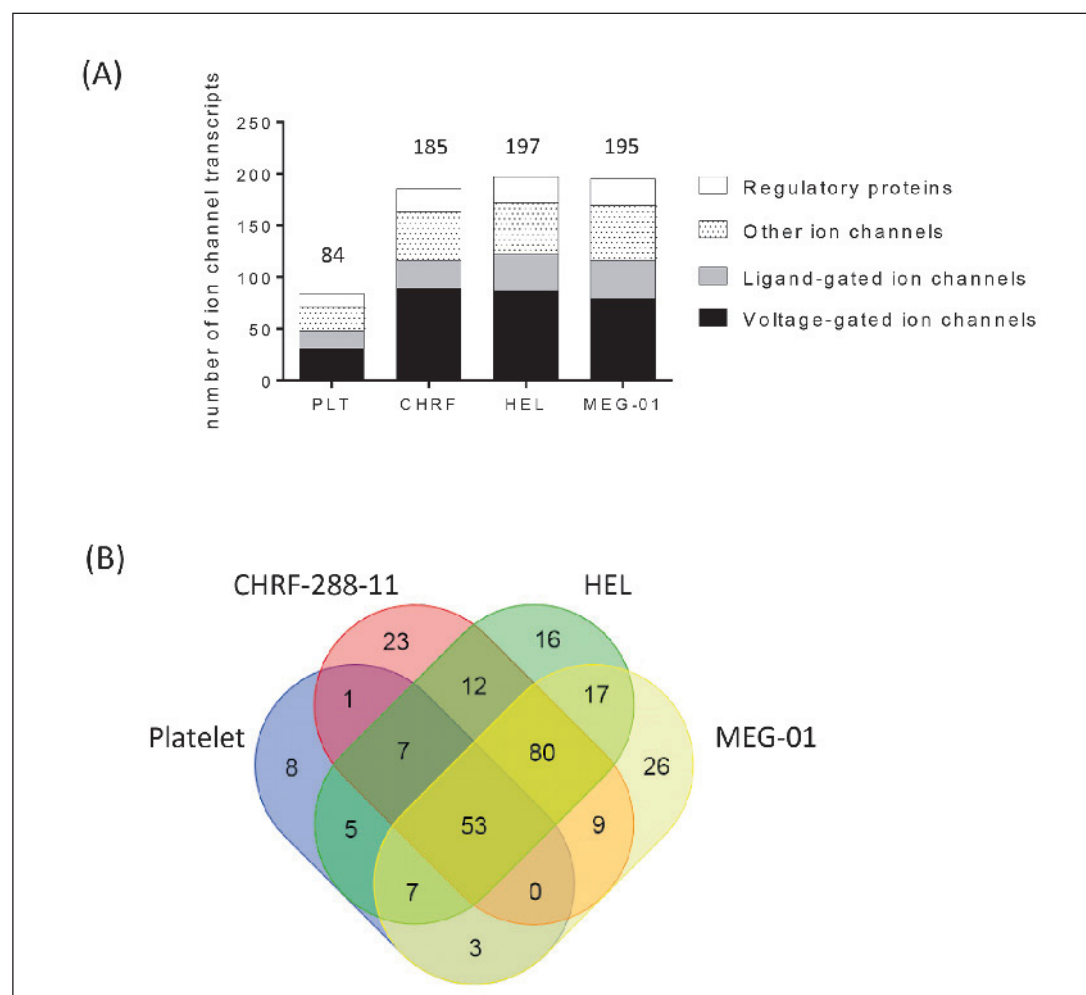 (A)
number of ion channel transcripts
250
200
150
100
50
0
84
185
197
195
PLT
CHRF
HEL
MEG-01
Regulatory proteins
Other ion channels
Ligand-gated ion channels
Voltage-gated ion channels
(B)
CHRF-288-11
HEL
Platelet
MEG-01
23
16
1
12
17
8
7
80
26
5
53
9
7
0
3